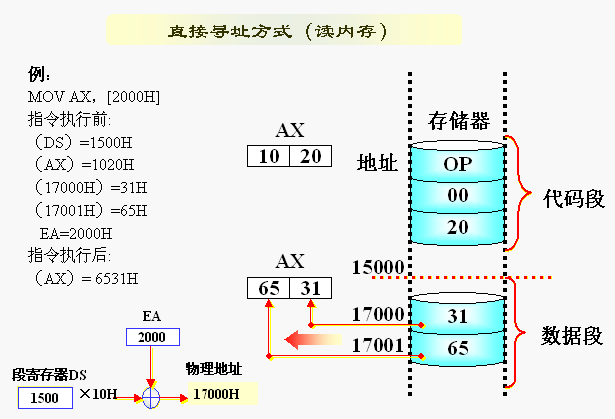 直接寻址方式（读内存）
例：
MOV AX，[2000H]
指令执行前:
（DS）=1500H
（AX）=1020H
（17000H）=31H
（17001H）=65H
EA=2000H
指令执行后:
（AX）=6531H
AX
10 20
地址
存储器
OP
00
20
代码段
AX
65 31
15000
17000
31
17001
65
数据段
EA
2000
段寄存器DS
1500
×10H
物理地址
17000H